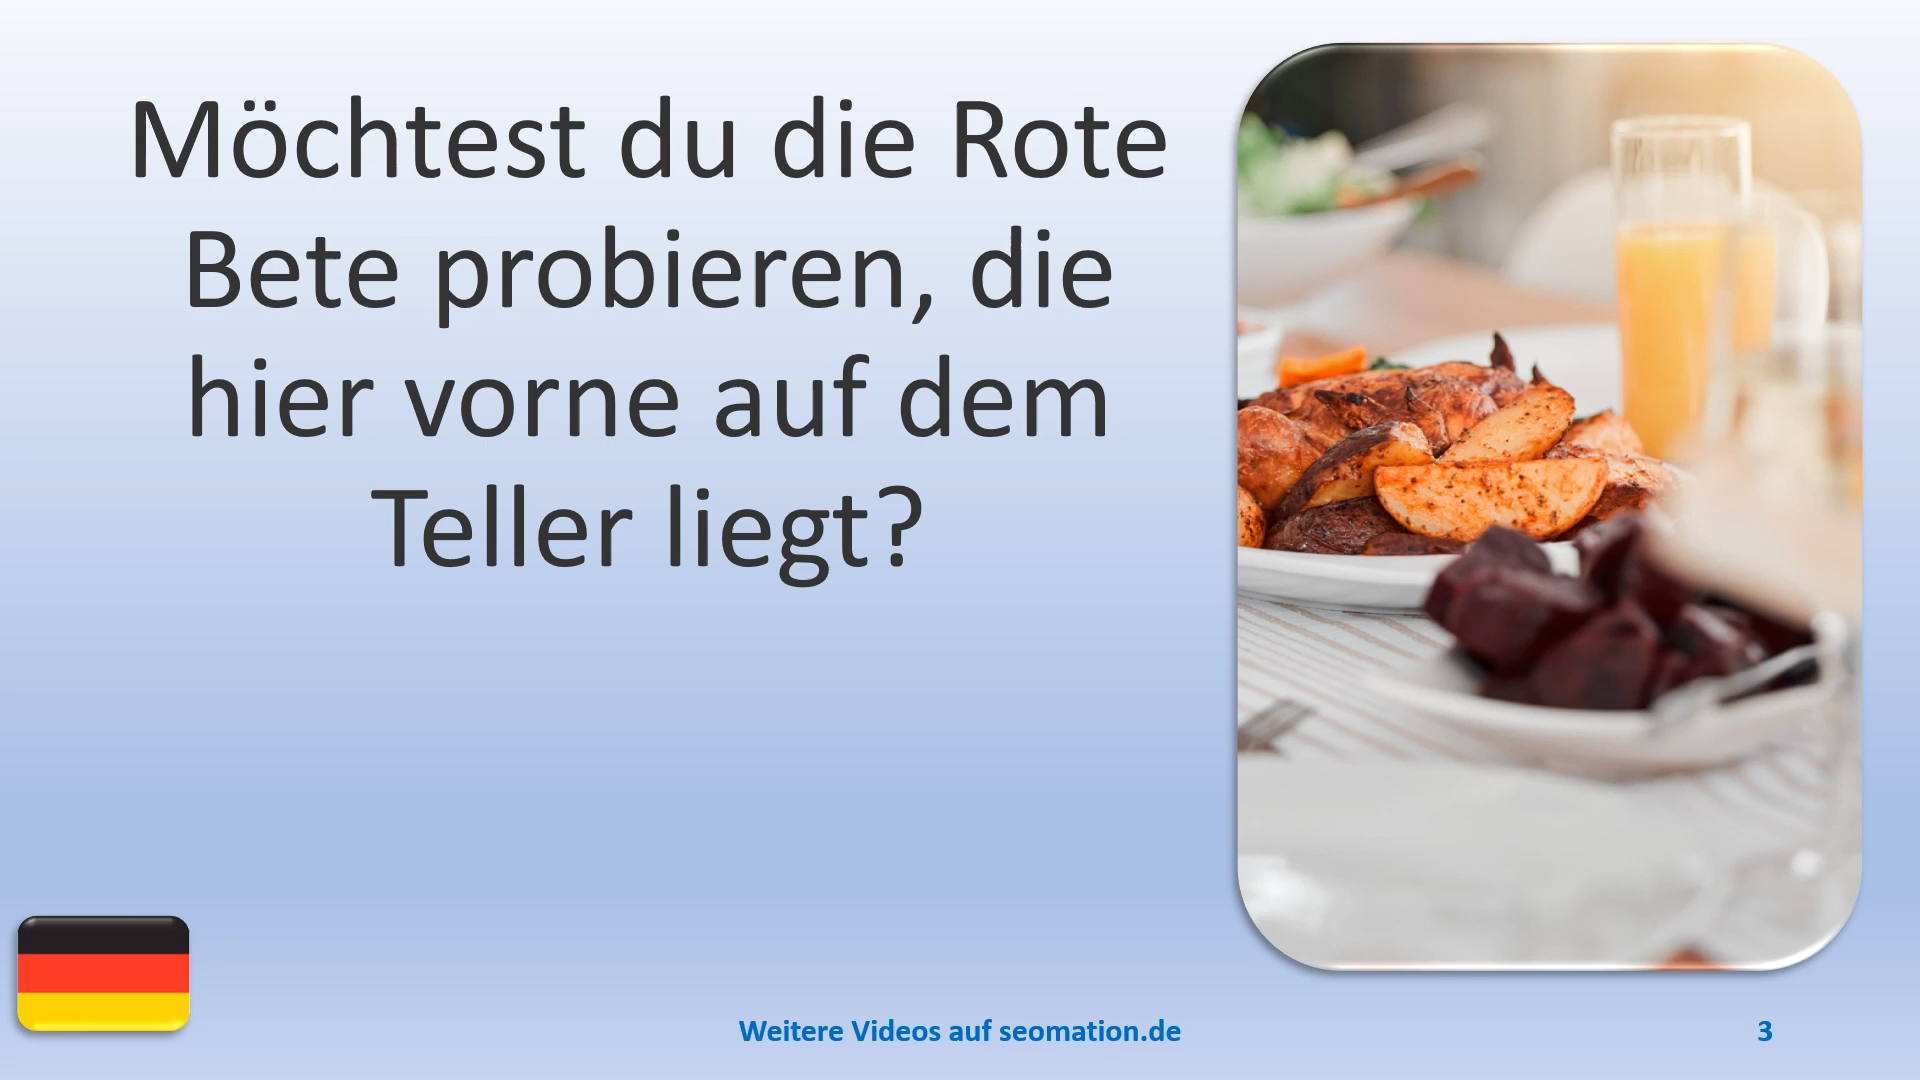 Möchtest du die Rote
Bete probieren, die
hier vorne auf dem
Teller liegt?
Weitere Videos auf seomation.de
3